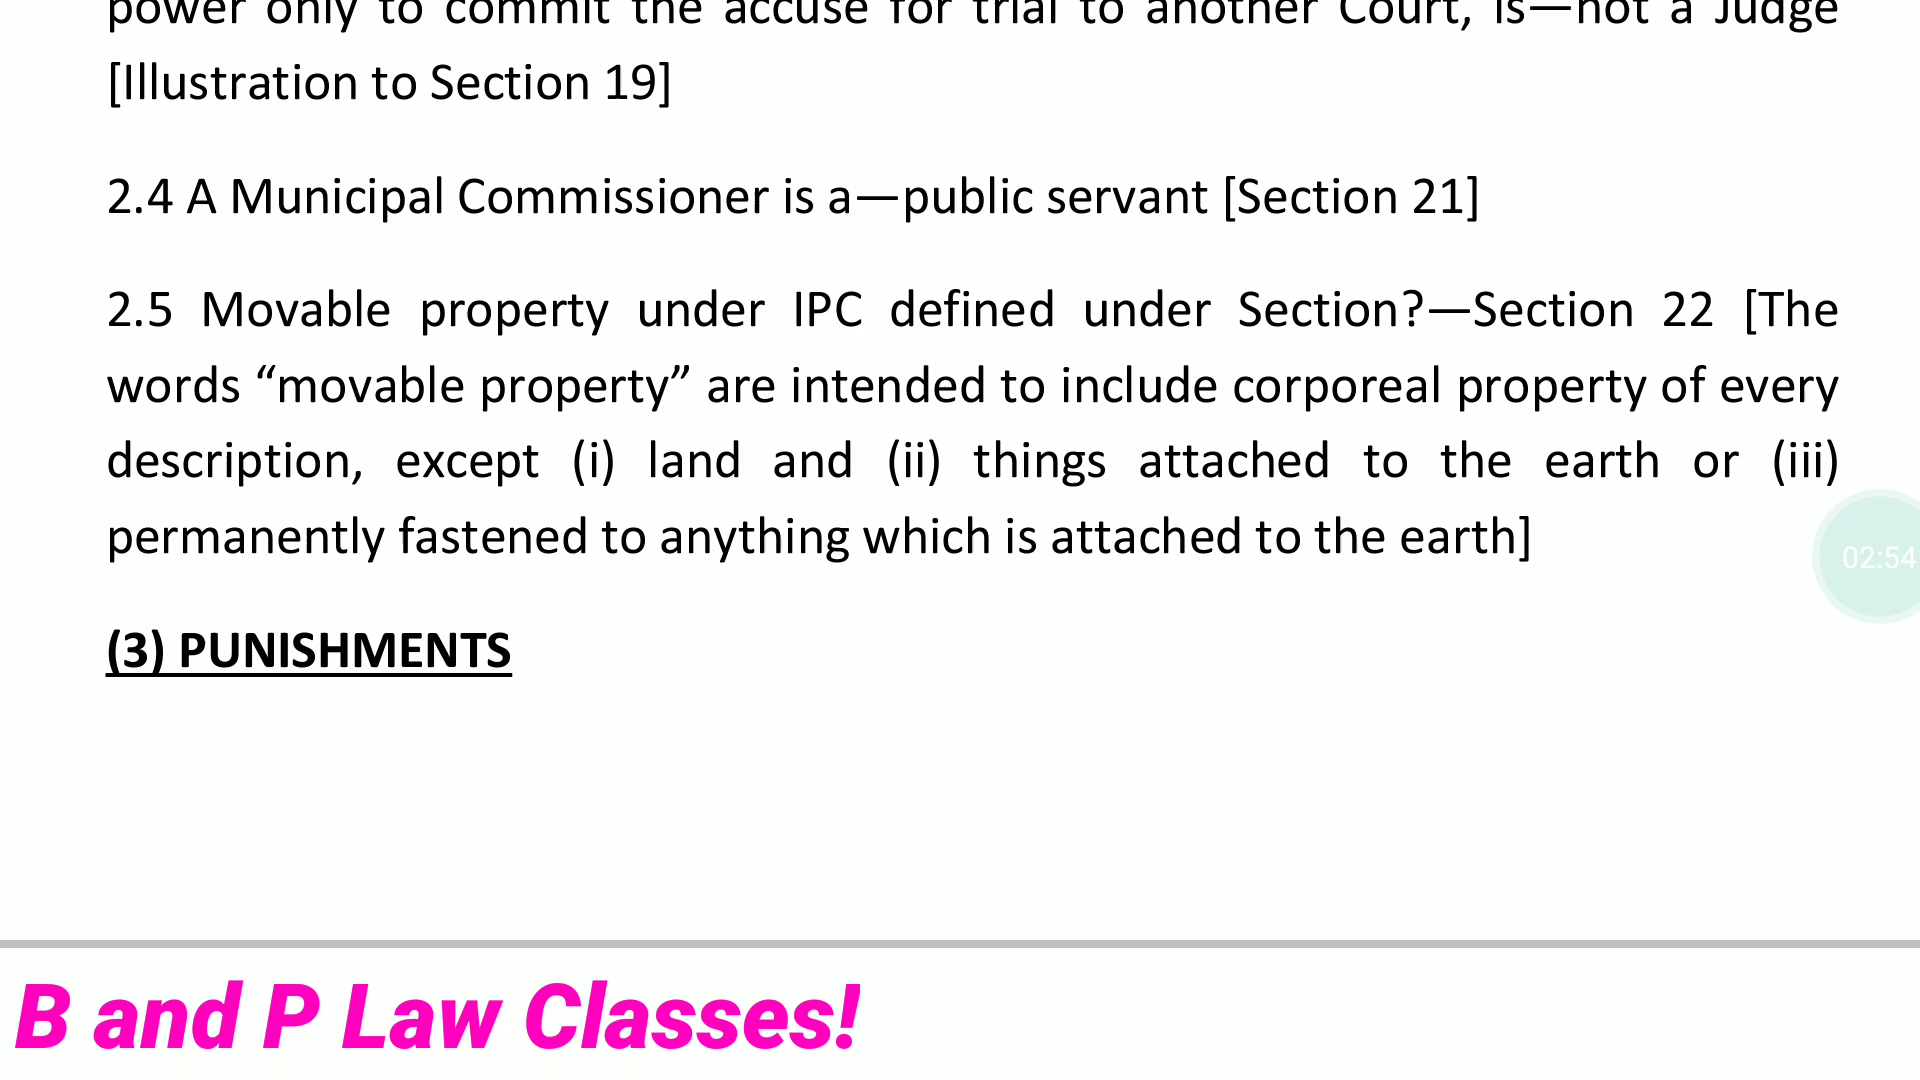 power only to commit the accuse for trial to another Court, is—not a Judge
[Illustration to Section 19]
2.4 A Municipal Commissioner is a—public servant [Section 21]
2.5 Movable property under IPC defined under Section?—Section 22 [The
words “movable property” are intended to include corporeal property of every
description, except (i) land and (ii) things attached to the earth or (iii)
permanently fastened to anything which is attached to the earth]
02:54
(3) PUNISHMENTS
B and P Law Classes!